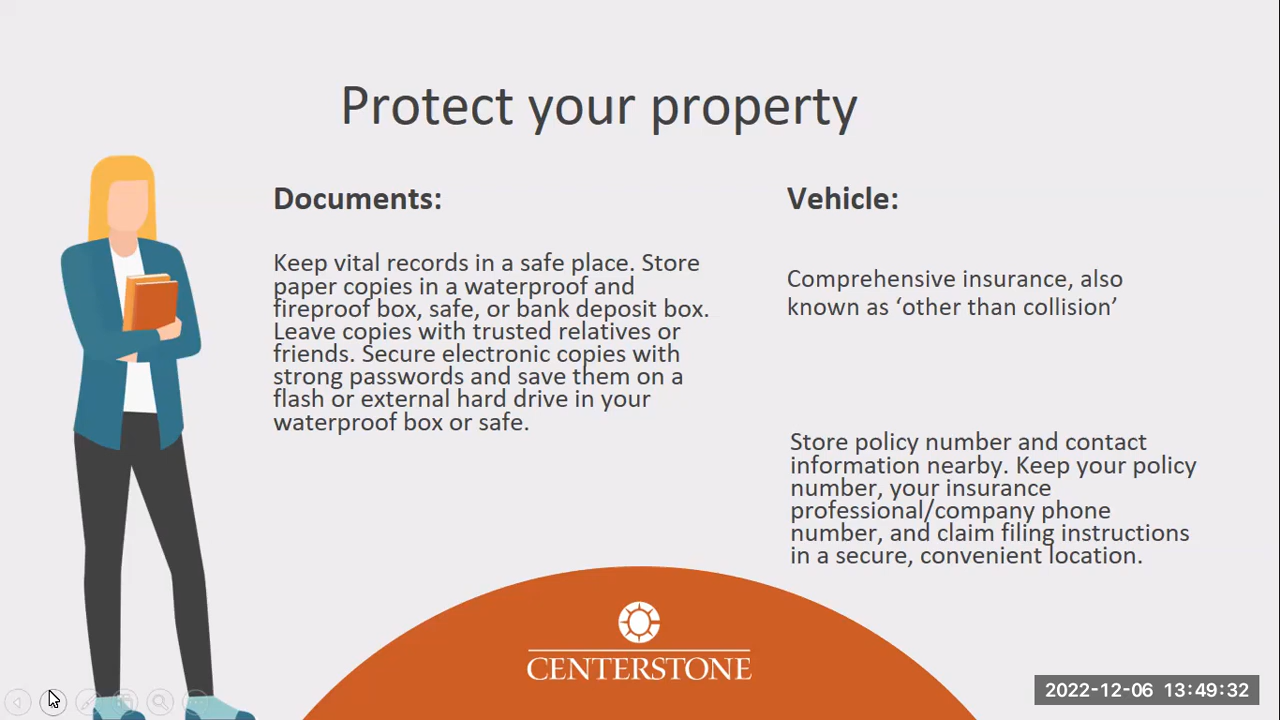 Protect your property
Documents:
Keep vital records in a safe place. Store
paper copies in a waterproof and
fireproof box, safe, or bank deposit box.
Leave copies with trusted relatives or
friends. Secure electronic copies with
strong passwords and save them on a
flash or external hard drive in your
waterproof box or safe.
Vehicle:
Comprehensive insurance, also
known as ‘other than collision’
Store policy number and contact
information nearby. Keep your policy
number, your insurance
professional/company phone
number, and claim filing instructions
in a secure, convenient location.
CENTERSTONE
2022-12-06 13:49:32